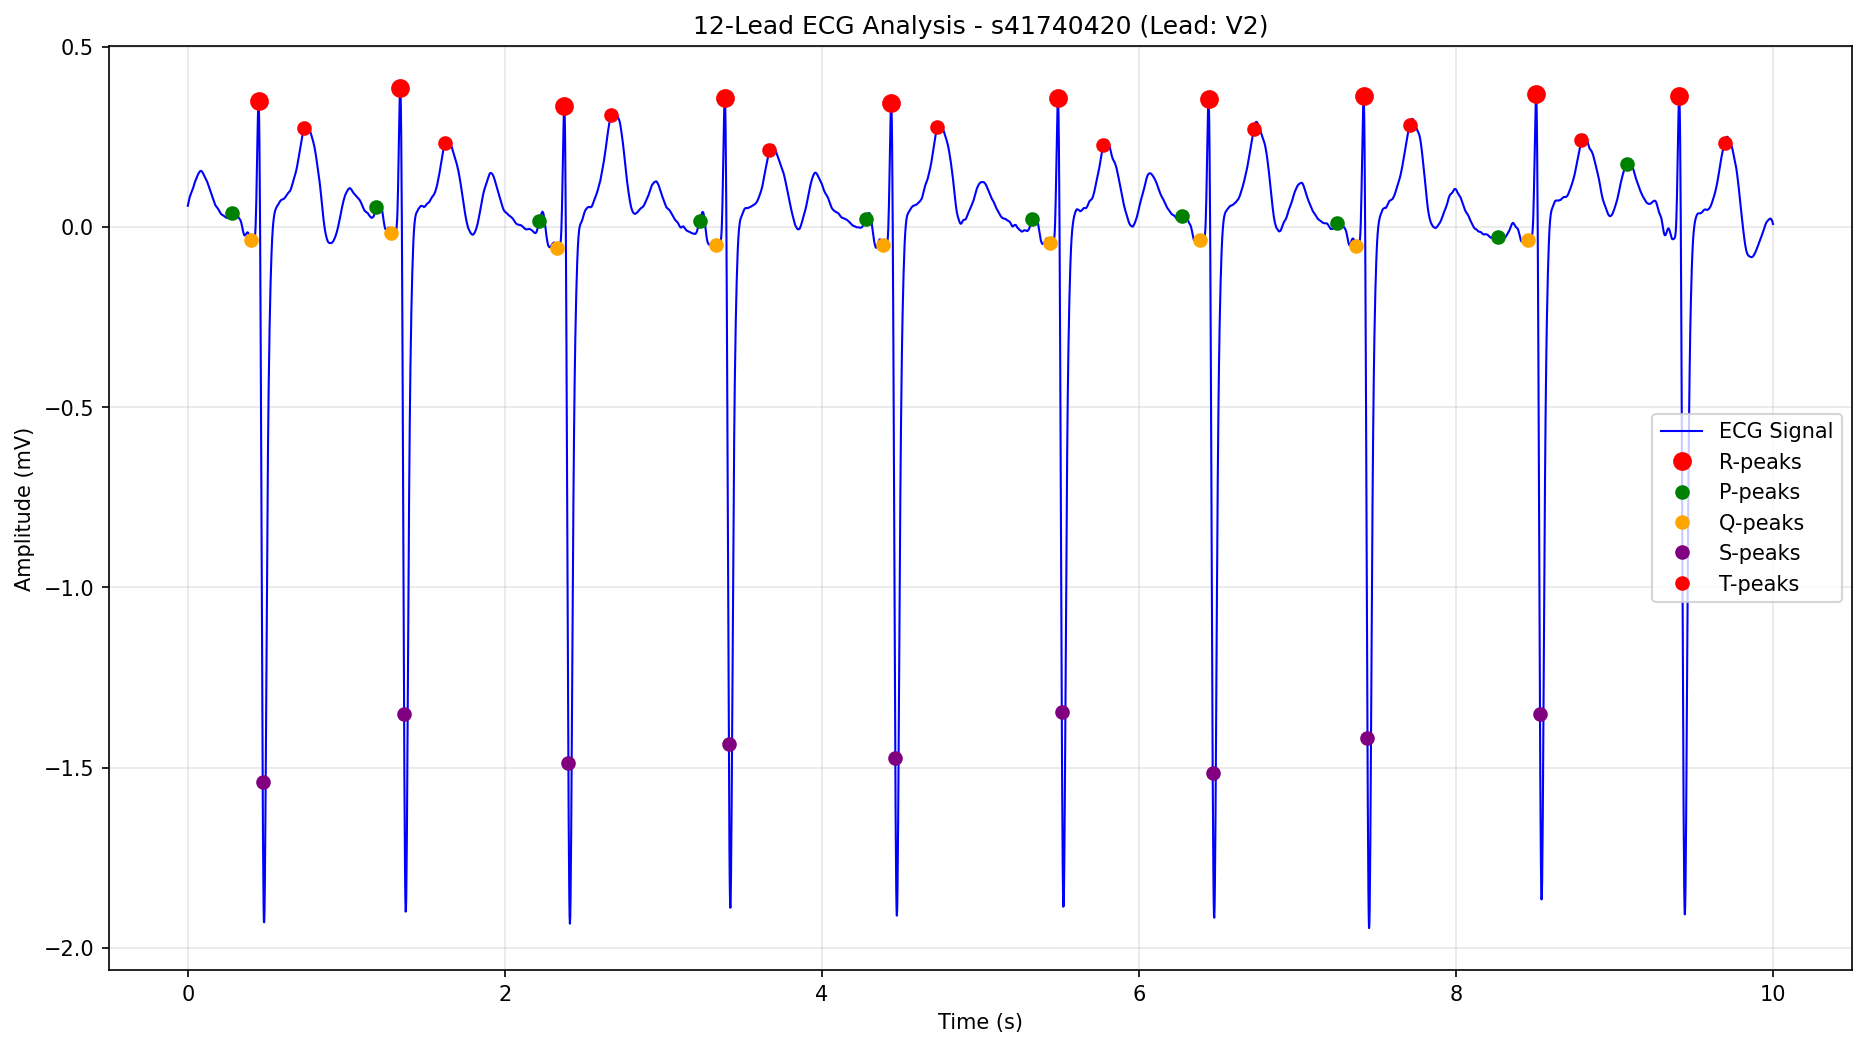 12-Lead ECG Analysis - s41740420 (Lead: V2)
Amplitude (mV)
0.5
0.0
−0.5
−1.0
−1.5
−2.0
ECG Signal
R-peaks
P-peaks
Q-peaks
S-peaks
T-peaks
0 2 4 6 8 10
Time (s)